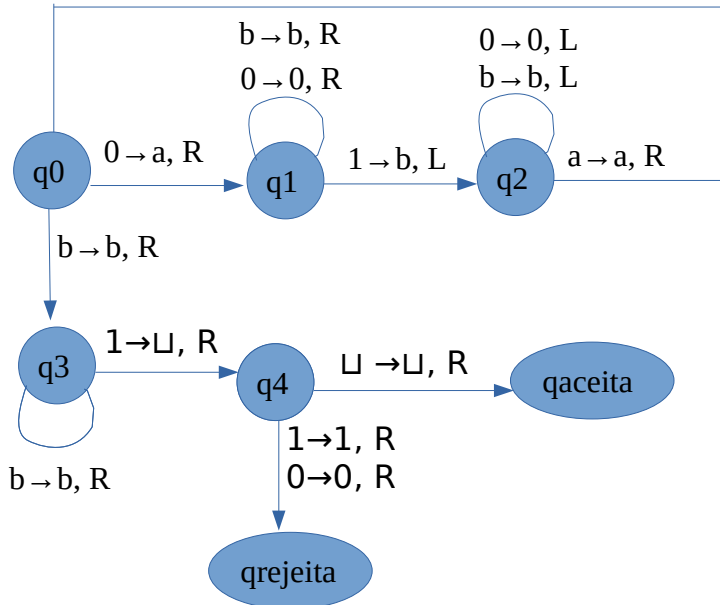 b→b, R
0→0, R
0→0, L
b→b, L
q0
0→a, R
q1
1→b, L
q2
a→a, R
b→b, R
q3
1→⊔, R
q4
⊔ →⊔, R
qaceita
b→b, R
1→1, R
0→0, R
qrejeita